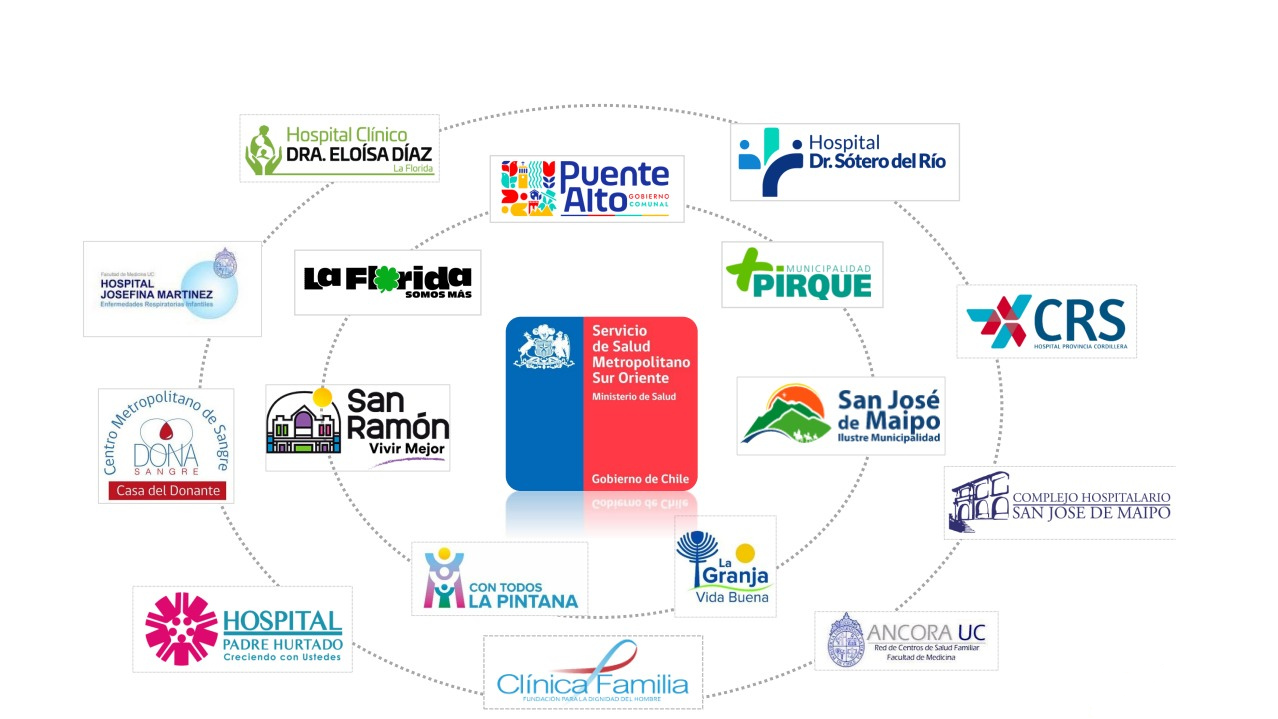 Hospital Clínico
DRA. ELOÍSA DÍAZ
La Florida
Hospital
Dr. Sótero del Río
Puente
Alto
GOBIERNO
COMUNAL
Facultad de Medicina UC
HOSPITAL
JOSEFINA MARTINEZ
Enfermedades Respiratorias Infantiles
La Florida
SOMOS MÁS
MUNICIPALIDAD
PIRQUE
CRS
HOSPITAL PROVINCIA CORDILLERA
Servicio
de Salud
Metropolitano
Sur Oriente
Ministerio de Salud
Gobierno de Chile
Centro Metropolitano de Sangre
DONA
SANGRE
Casa del Donante
San
Ramón
Vivir Mejor
San José
de Maipo
Ilustre Municipalidad
COMPLEJO HOSPITALARIO
SAN JOSE DE MAIPO
CON TODOS
LA PINTANA
La
Granja
Vida Buena
HOSPITAL
PADRE HURTADO
Creciendo con Ustedes
ANCORA UC
Red de Centros de Salud Familiar
Facultad de Medicina
Clínica Familia
FUNDACIÓN PARA LA DIGNIDAD DEL HOMBRE